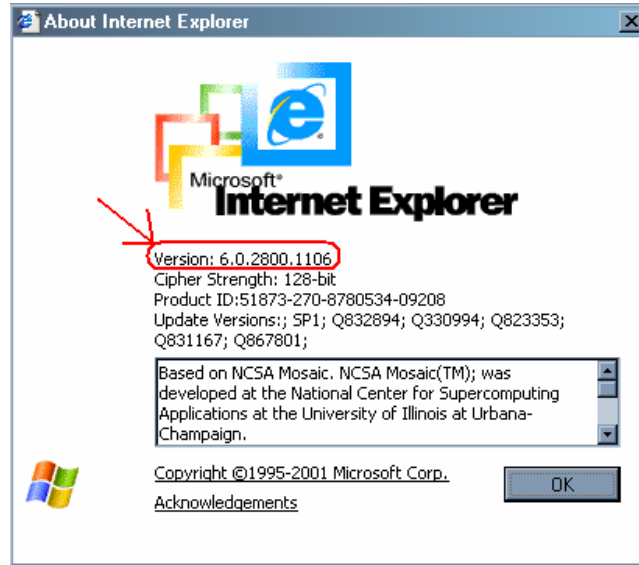 About Internet Explorer
Microsoft®
Internet Explorer
Version: 6.0.2800.1106
Cipher Strength: 128-bit
Product ID:51873-270-8780534-09208
Update Versions:; SP1; Q832894; Q330994; Q823353;
Q831167; Q867801;
Based on NCSA Mosaic. NCSA Mosaic(TM); was
developed at the National Center for Supercomputing
Applications at the University of Illinois at Urbana-
Champaign.
Copyright ©1995-2001 Microsoft Corp.
OK
Acknowledgements